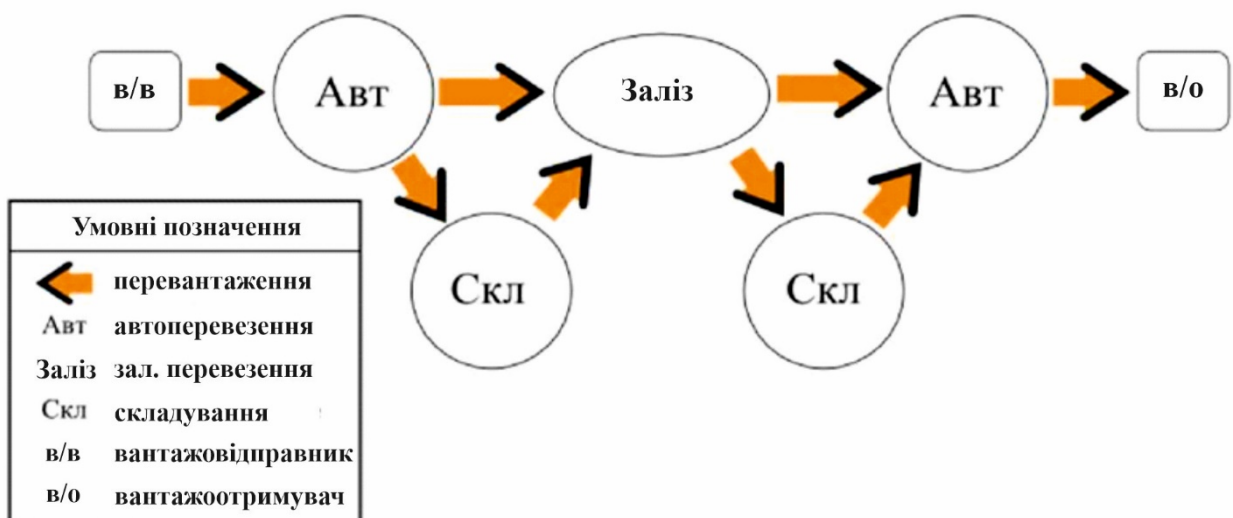 в/в
Авт
Заліз
Авт
в/о
Скл
Скл
Умовні позначення
перевантаження
Авт автоперевезення
Заліз зал. перевезення
Скл складування
в/в вантажовідправник
в/о вантажоотримувач